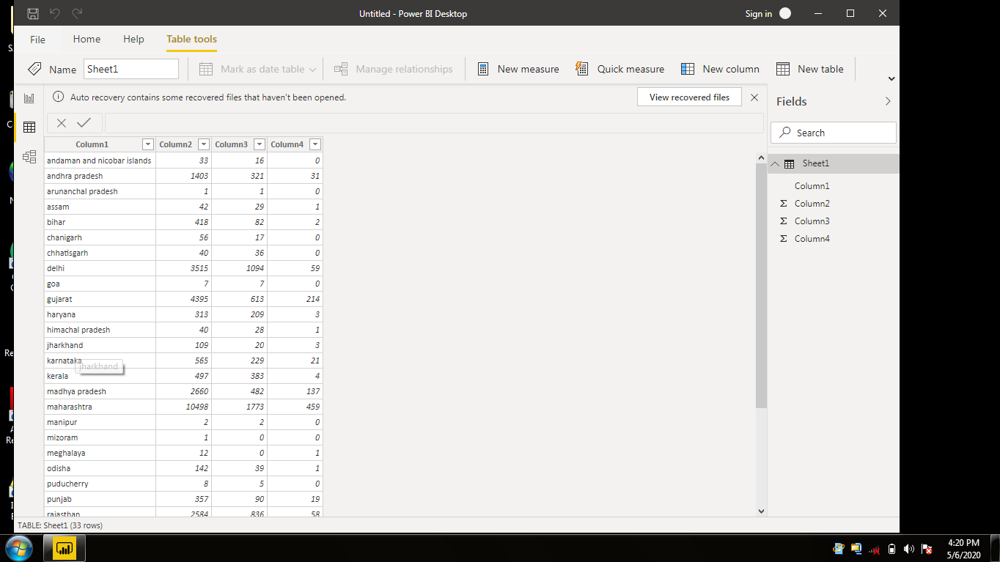 Untitled - Power BI Desktop
Sign in
File Home Help Table tools
Name Sheet1 Mark as date table Manage relationships New measure Quick measure New column New table
Auto recovery contains some recovered files that haven't been opened. View recovered files
Fields
Search
Sheet1
Column1
Σ Column2
Σ Column3
Σ Column4
Column1 Column2 Column3 Column4
andaman and nicobar islands 33 16 0
andhra pradesh 1403 321 31
arunanchal pradesh 1 1 0
assam 42 29 1
bihar 418 82 2
chanigarh 56 17 0
chhatisgarh 40 36 0
delhi 3515 1094 59
goa 7 7 0
gujarat 4395 613 214
haryana 313 209 3
himachal pradesh 40 28 1
jharkhand 109 20 3
karnataka 565 229 21
jharkhand
kerala 497 383 4
madhya pradesh 2660 482 137
maharashtra 10498 1773 459
manipur 2 2 0
mizoram 1 0 0
meghalaya 12 0 1
odisha 142 39 1
puducherry 8 5 0
punjab 357 90 19
rajasthan 2584 836 58
TABLE: Sheet1 (33 rows)
4:20 PM
5/6/2020